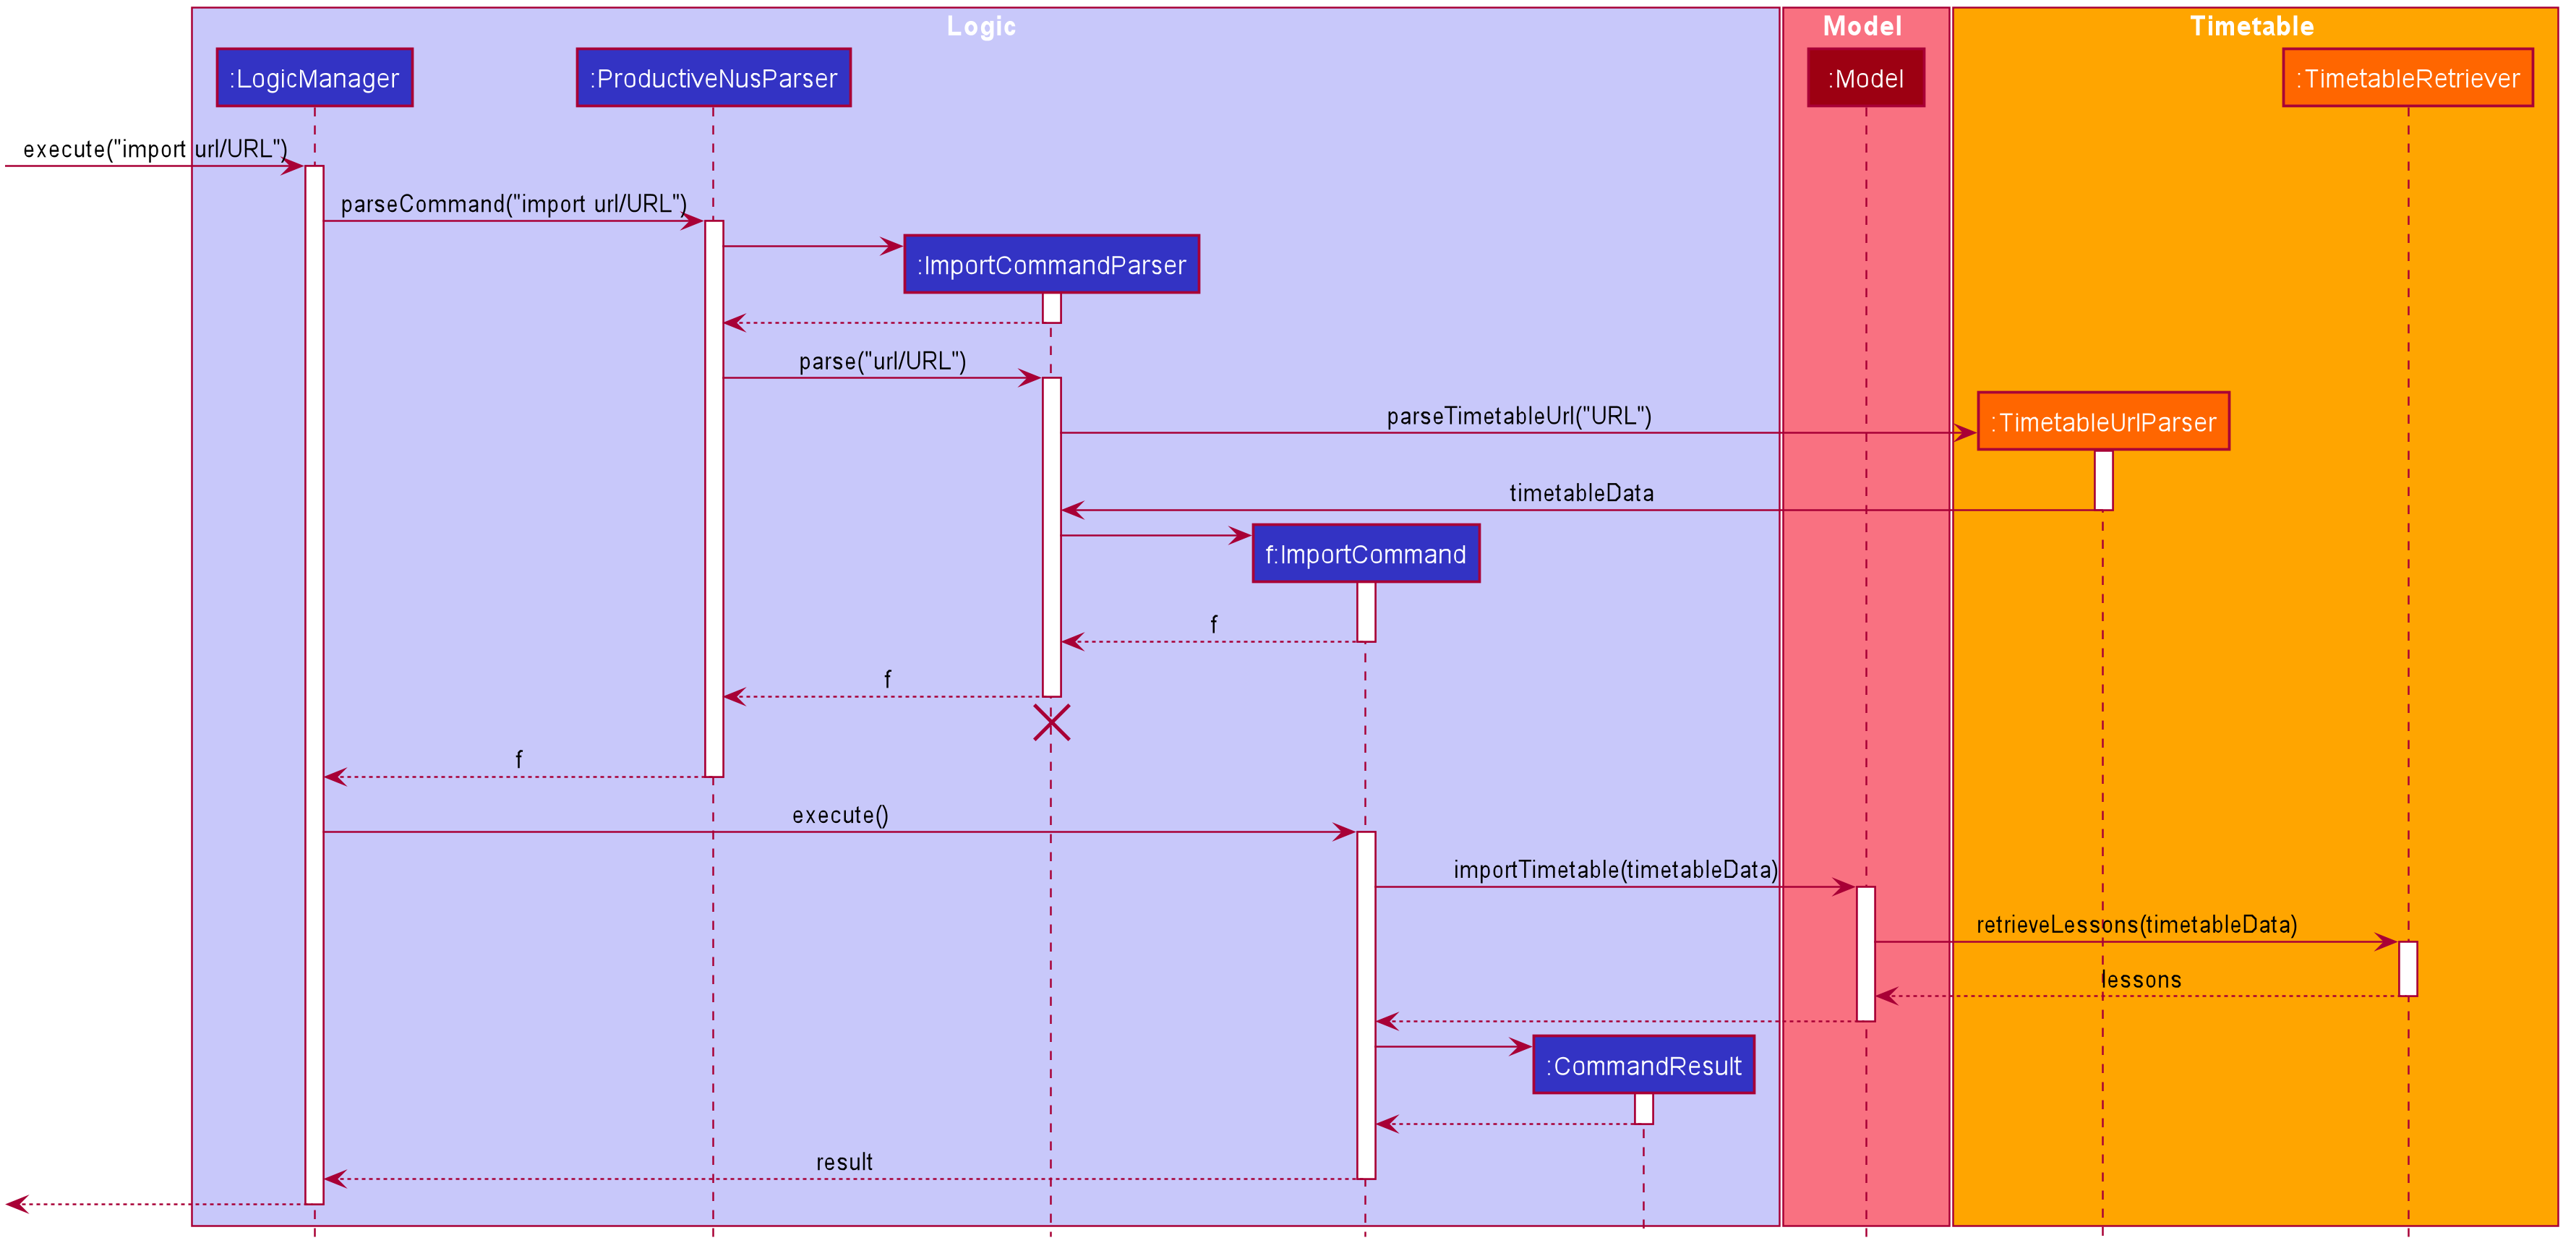 Logic
Model
Timetable
:LogicManager
:ProductiveNusParser
:Model
:TimetableRetriever
execute("import url/URL")
parseCommand("import url/URL")
:ImportCommandParser
parse("url/URL")
parseTimetableUrl("URL")
:TimetableUrlParser
timetableData
f:ImportCommand
f
f
f
execute()
importTimetable(timetableData)
retrieveLessons(timetableData)
lessons
:CommandResult
result